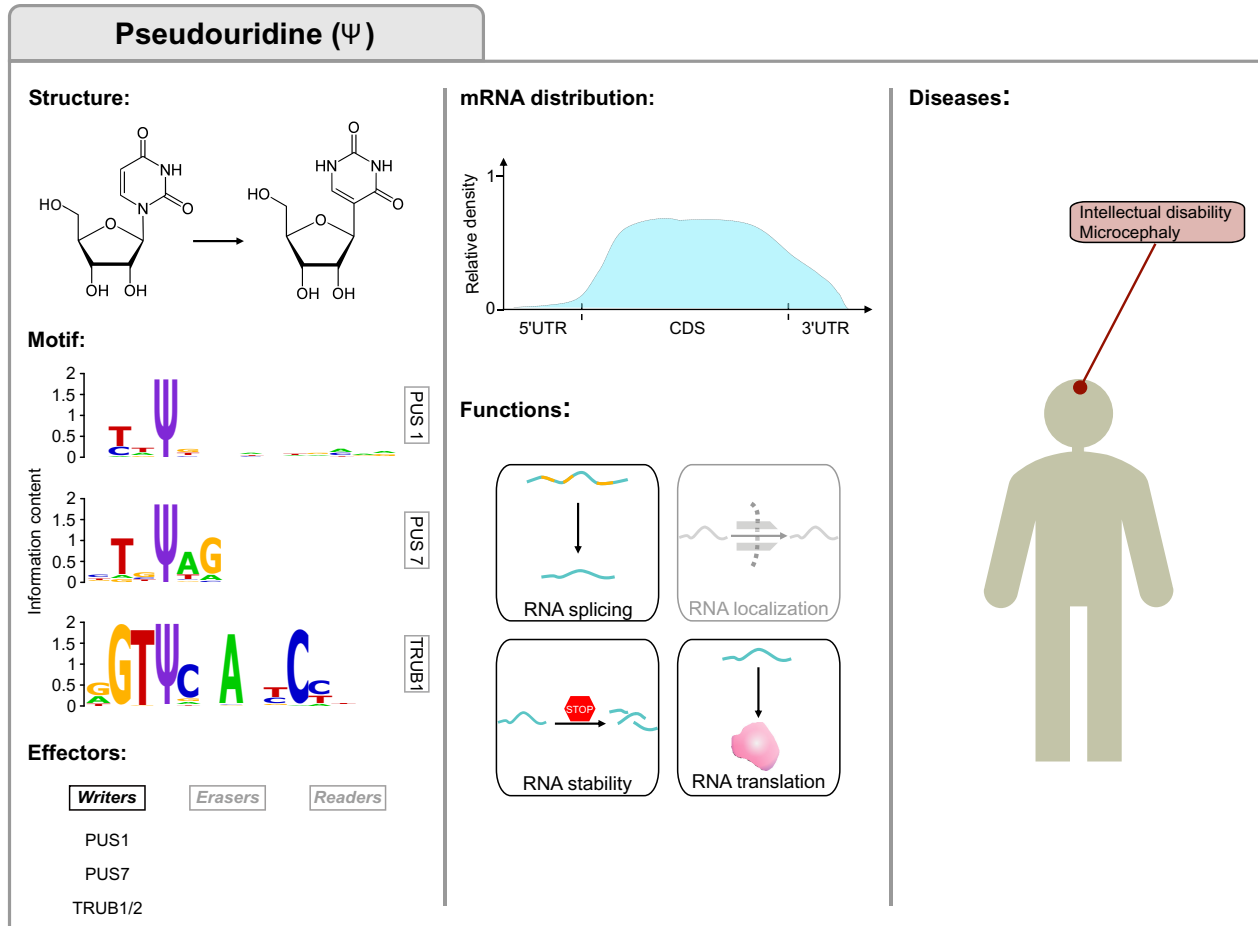 Pseudouridine (Ψ)
Structure:
O
NH
N
O
HO
O
OH OH
O
HN
NH
O
HO
O
OH OH
Motif:
Information content
2
1.5
1
0.5
0
T
C
Ψ
PUS 1
2
1.5
1
0.5
0
T
Ψ
A
G
PUS 7
2
1.5
1
0.5
0
G
A
G
T
Ψ
C
A
T
C
C
C
T
TRUB1
Effectors:
Writers
Erasers
Readers
PUS1
PUS7
TRUB1/2
mRNA distribution:
Relative density
1
0
5'UTR
CDS
3'UTR
Functions:
RNA splicing
RNA localization
STOP
RNA stability
RNA translation
Diseases:
Intellectual disability
Microcephaly